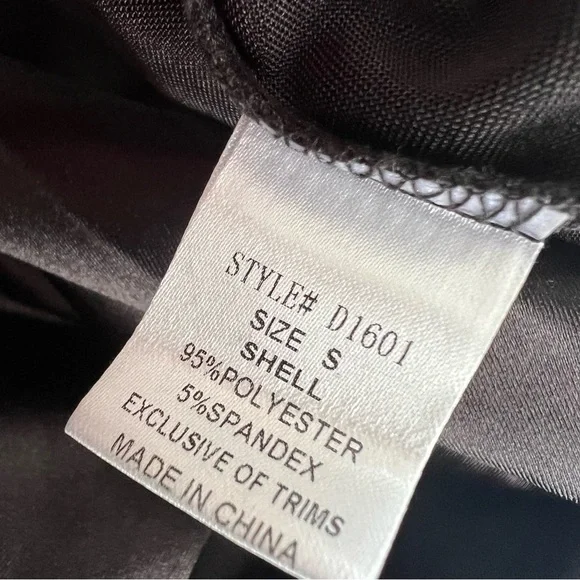 STYLE# D1601
SIZE S
SHELL
95%POLYESTER
5%SPANDEX
EXCLUSIVE OF TRIMS
MADE IN CHINA